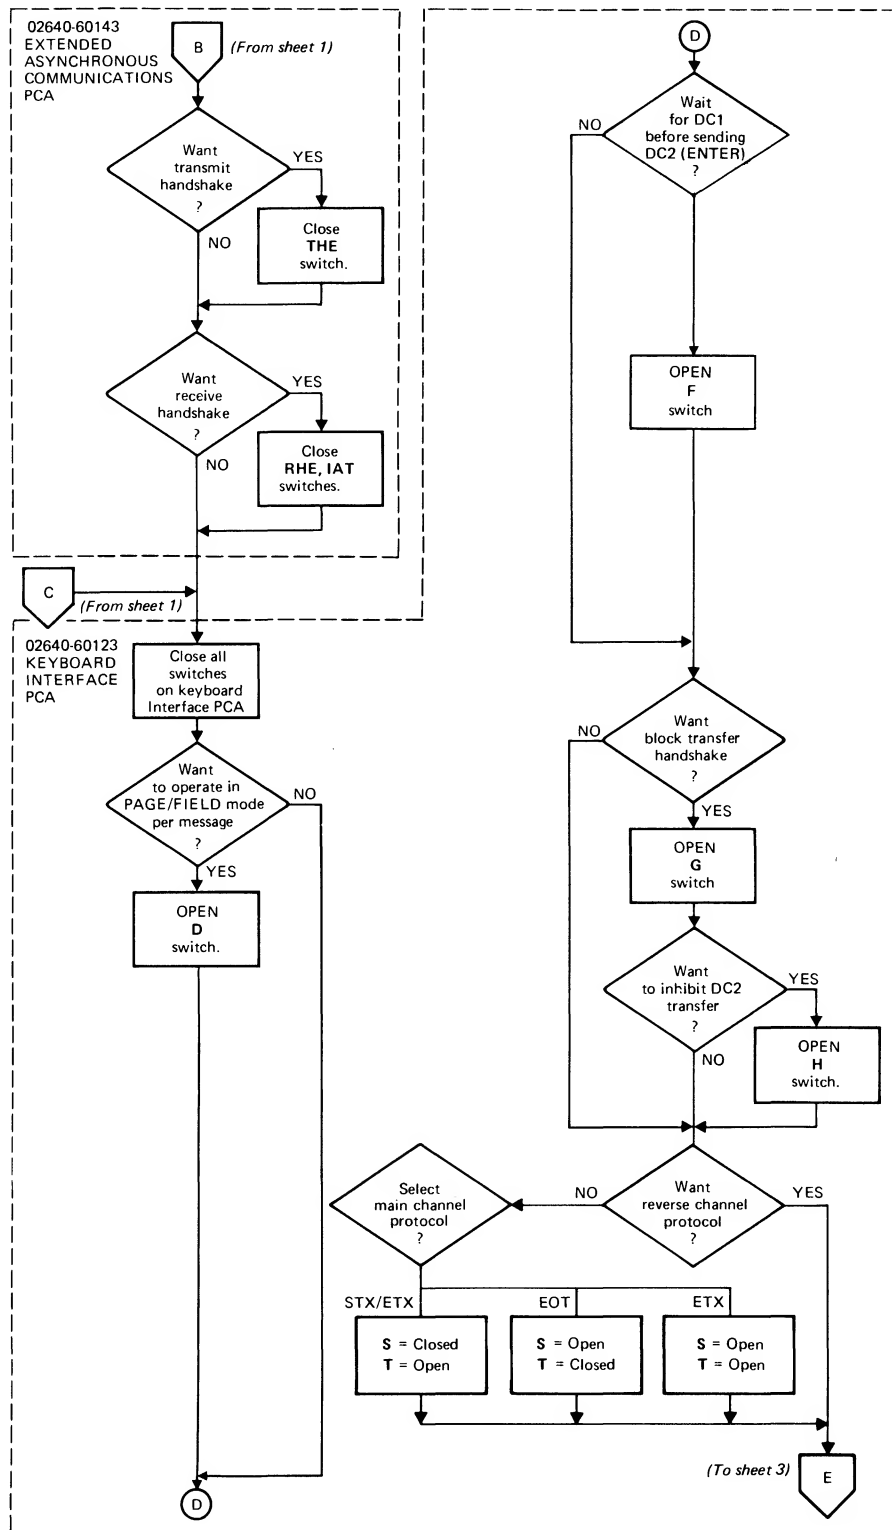 02640-60143
EXTENDED
ASYNCHRONOUS
COMMUNICATIONS
PCA
B
(From sheet 1)
Want
transmit
handshake
?
YES
NO
Close
THE
switch.
Want
receive
handshake
?
YES
NO
Close
RHE, IAT
switches.
C
(From sheet 1)
02640-60123
KEYBOARD
INTERFACE
PCA
Close all
switches
on keyboard
Interface PCA
Want
to operate in
PAGE/FIELD mode
per message
?
NO
YES
OPEN
D
switch.
D
D
Wait
for DC1
before sending
DC2 (ENTER)
?
NO
OPEN
F
switch
Want
block transfer
handshake
?
NO
YES
OPEN
G
switch
Want
to inhibit DC2
transfer
?
YES
NO
OPEN
H
switch.
Want
reverse channel
protocol
?
YES
NO
Select
main channel
protocol
?
STX/ETX
EOT
ETX
S = Closed
T = Open
S = Open
T = Closed
S = Open
T = Open
(To sheet 3)
E